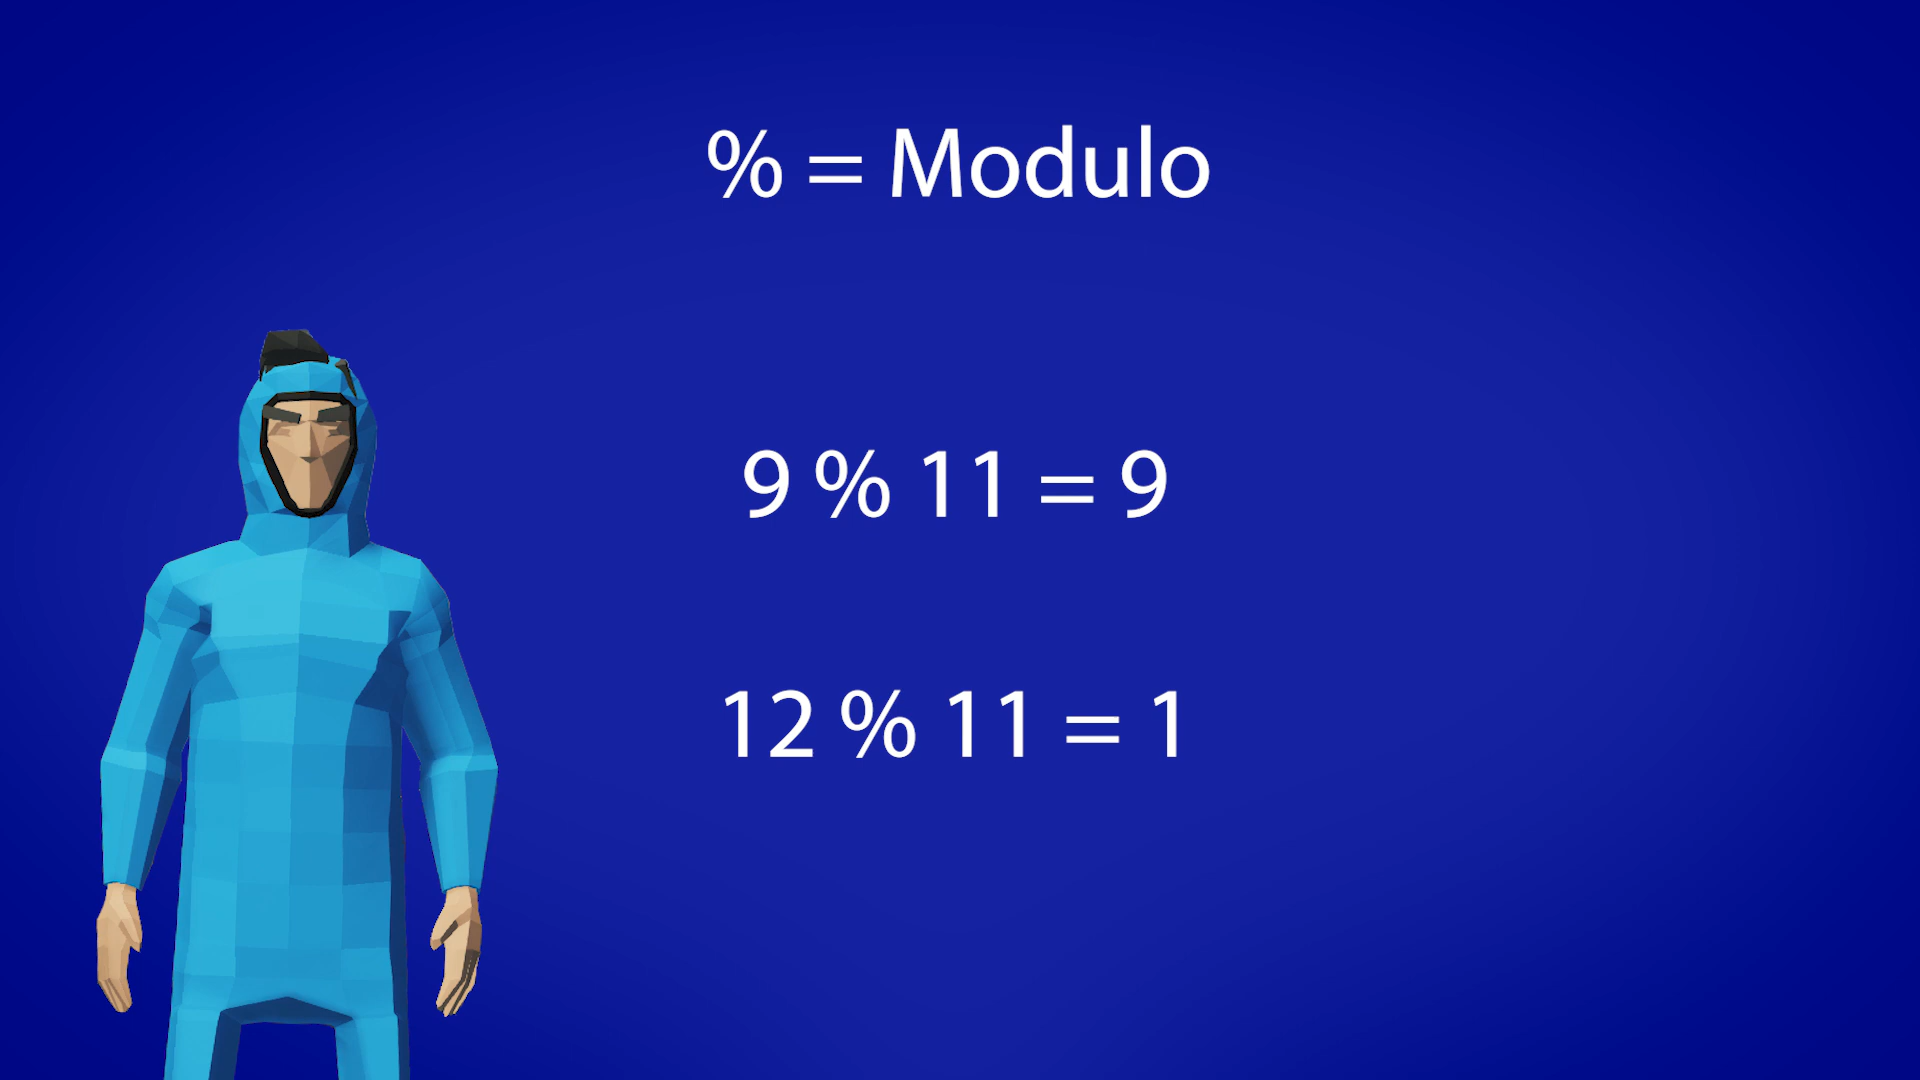 % = Modulo
9 % 11 = 9
12 % 11 = 1